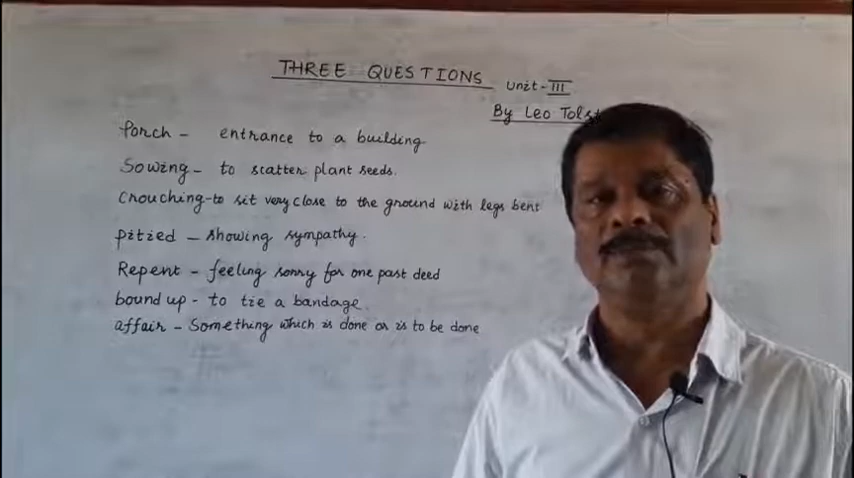 THREE QUESTIONS
Unit - III
By Leo
Porch - entrance to a building
Sowing - to scatter plant seeds.
Crouching - to sit very close to the ground with legs bent
Pitied - showing sympathy.
Repent - feeling sorry for one past deed
bound up - to tie a bandage
affair - Something which is done or is to be done